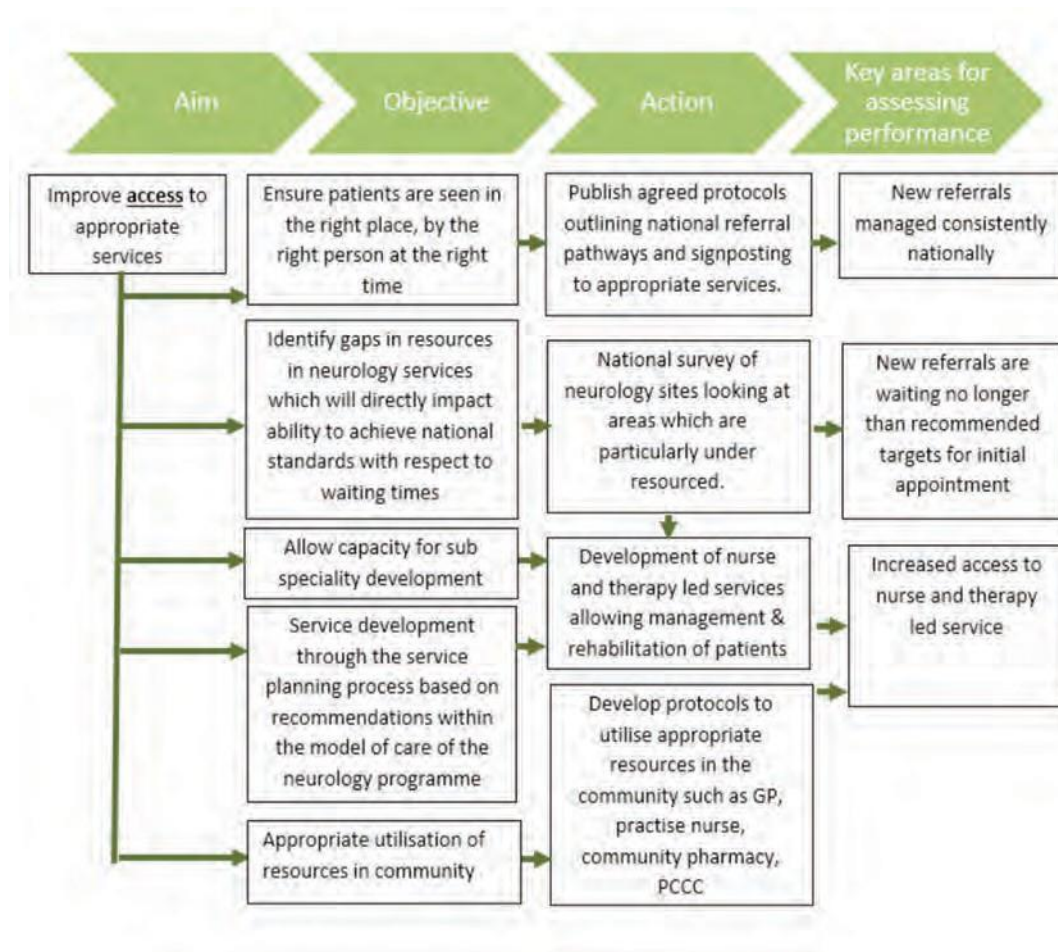 Aim
Objective
Action
Key areas for
assessing
performance
Improve access to
appropriate
services
Ensure patients are seen in
the right place, by the
right person at the right
time
Publish agreed protocols
outlining national referral
pathways and signposting
to appropriate services.
New referrals
managed consistently
nationally
Identify gaps in resources
in neurology services
which will directly impact
ability to achieve national
standards with respect to
waiting times
National survey of
neurology sites looking at
areas which are
particularly under
resourced.
New referrals are
waiting no longer
than recommended
targets for initial
appointment
Allow capacity for sub
speciality development
Development of nurse
and therapy led services
allowing management &
rehabilitation of patients
Increased access to
nurse and therapy
led service
Service development
through the service
planning process based on
recommendations within
the model of care of the
neurology programme
Develop protocols to
utilise appropriate
resources in the
community such as GP,
practise nurse,
community pharmacy,
PCCC
Appropriate utilisation of
resources in community